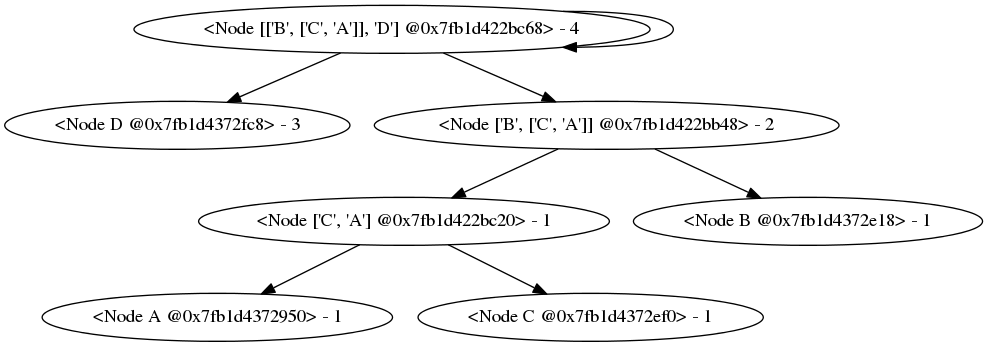 <Node [['B', ['C', 'A']], 'D'] @0x7fb1d422bc68> - 4
<Node D @0x7fb1d4372fc8> - 3
<Node ['B', ['C', 'A']] @0x7fb1d422bb48> - 2
<Node ['C', 'A'] @0x7fb1d422bc20> - 1
<Node B @0x7fb1d4372e18> - 1
<Node A @0x7fb1d4372950> - 1
<Node C @0x7fb1d4372ef0> - 1